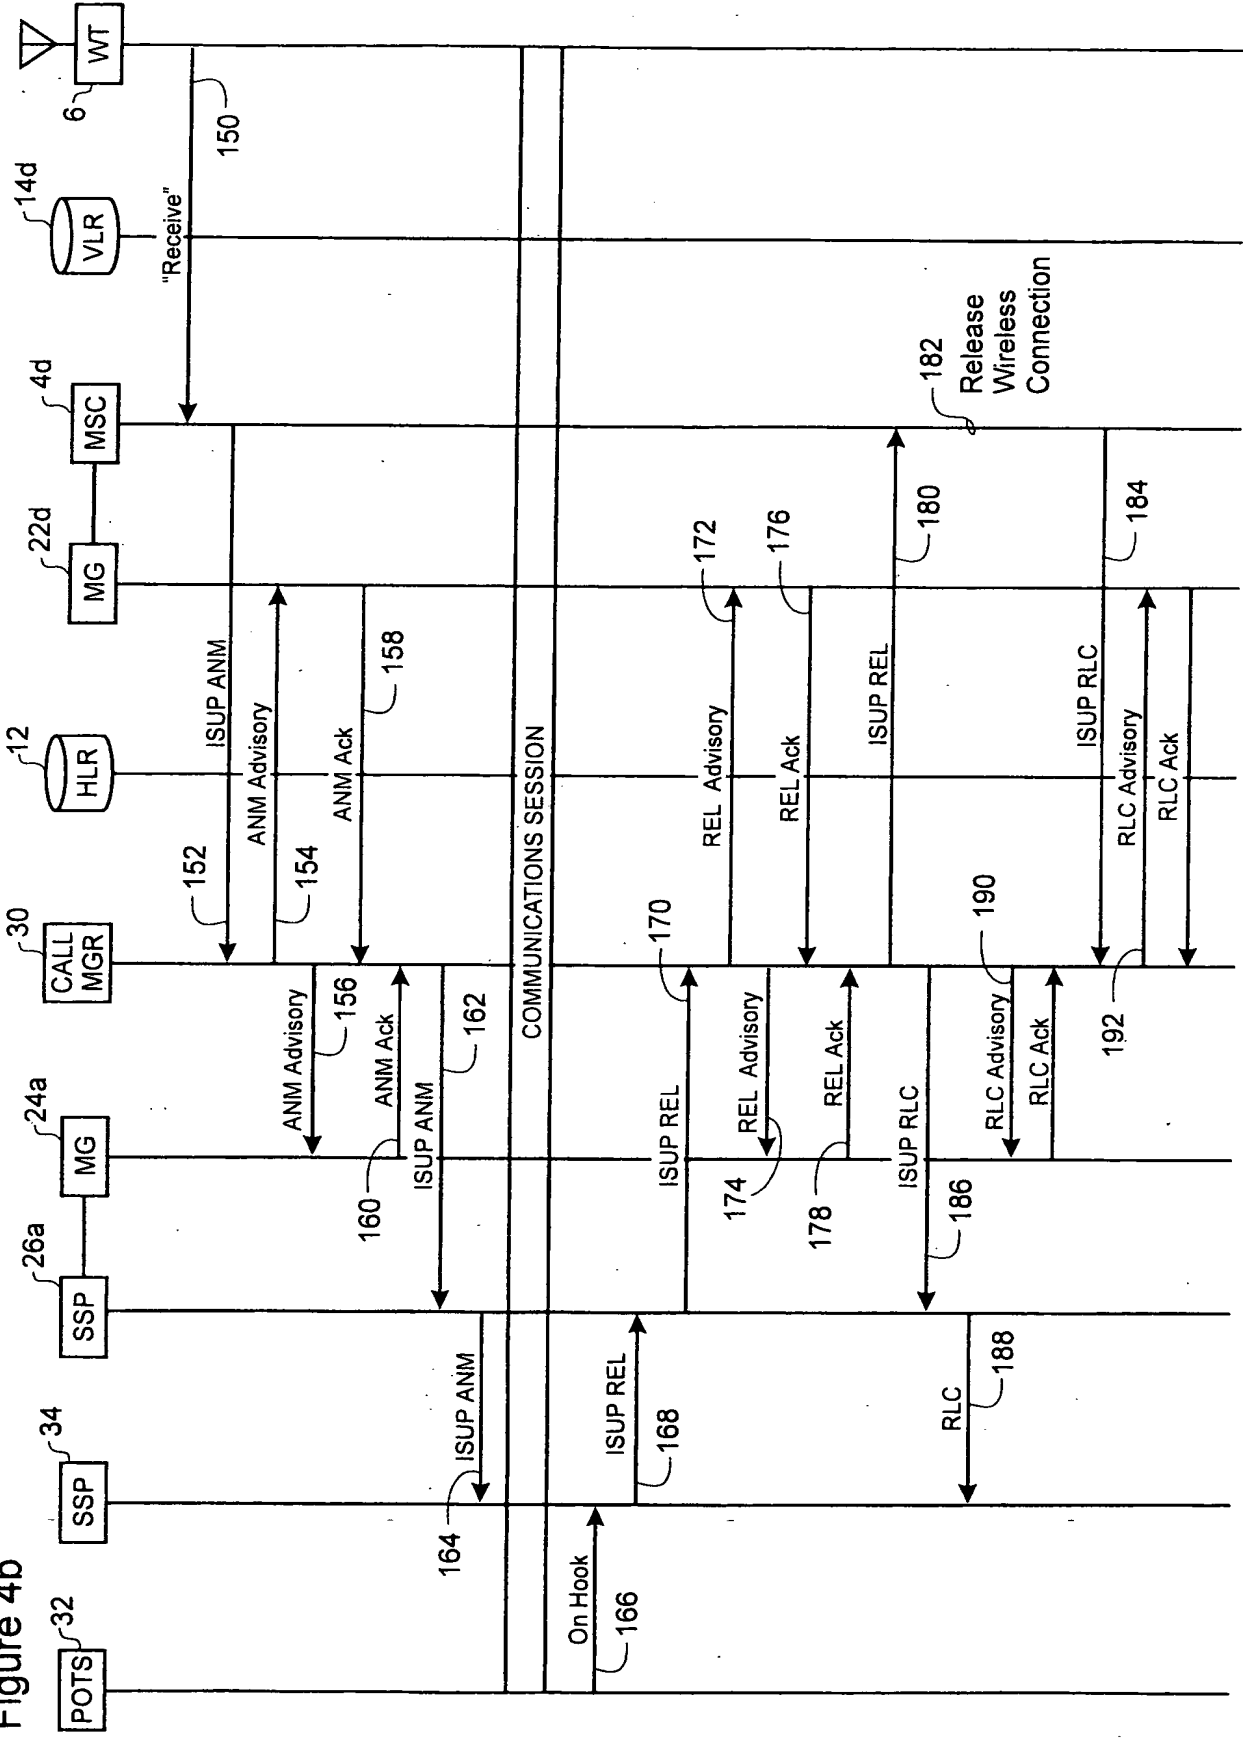 Figure 4b
POTS
32
SSP
34
SSP
26a
MG
24a
CALL
MGR
30
HLR
12
MG
22d
MSC
4d
VLR
14d
WT
6
"Receive"
150
ISUP ANM
152
ANM Advisory
154
ANM Advisory
156
ANM Ack
158
ANM Ack
160
ISUP ANM
162
ISUP ANM
164
COMMUNICATIONS SESSION
On Hook
166
ISUP REL
168
ISUP REL
170
REL Advisory
172
REL Advisory
174
REL Ack
176
REL Ack
178
ISUP REL
180
182
Release
Wireless
Connection
ISUP RLC
186
RLC
188
RLC Advisory
190
RLC Ack
ISUP RLC
184
RLC Advisory
192
RLC Ack